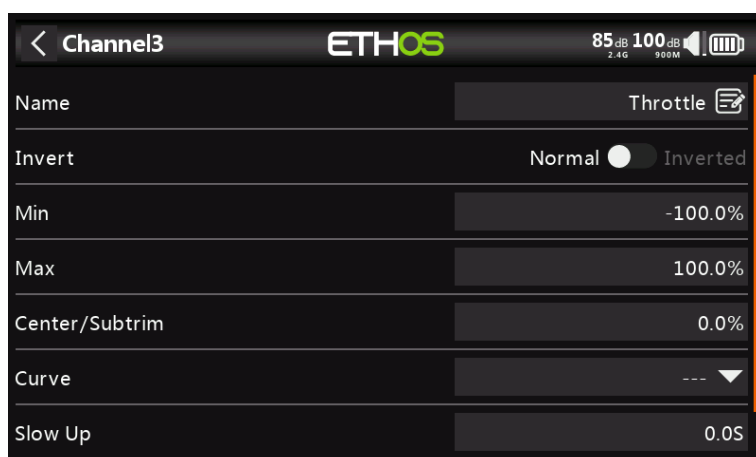 Channel3 ETHOS 85dB 2.4G 100dB 900M
Name Throttle
Invert Normal Inverted
Min -100.0%
Max 100.0%
Center/Subtrim 0.0%
Curve ---
Slow Up 0.0S